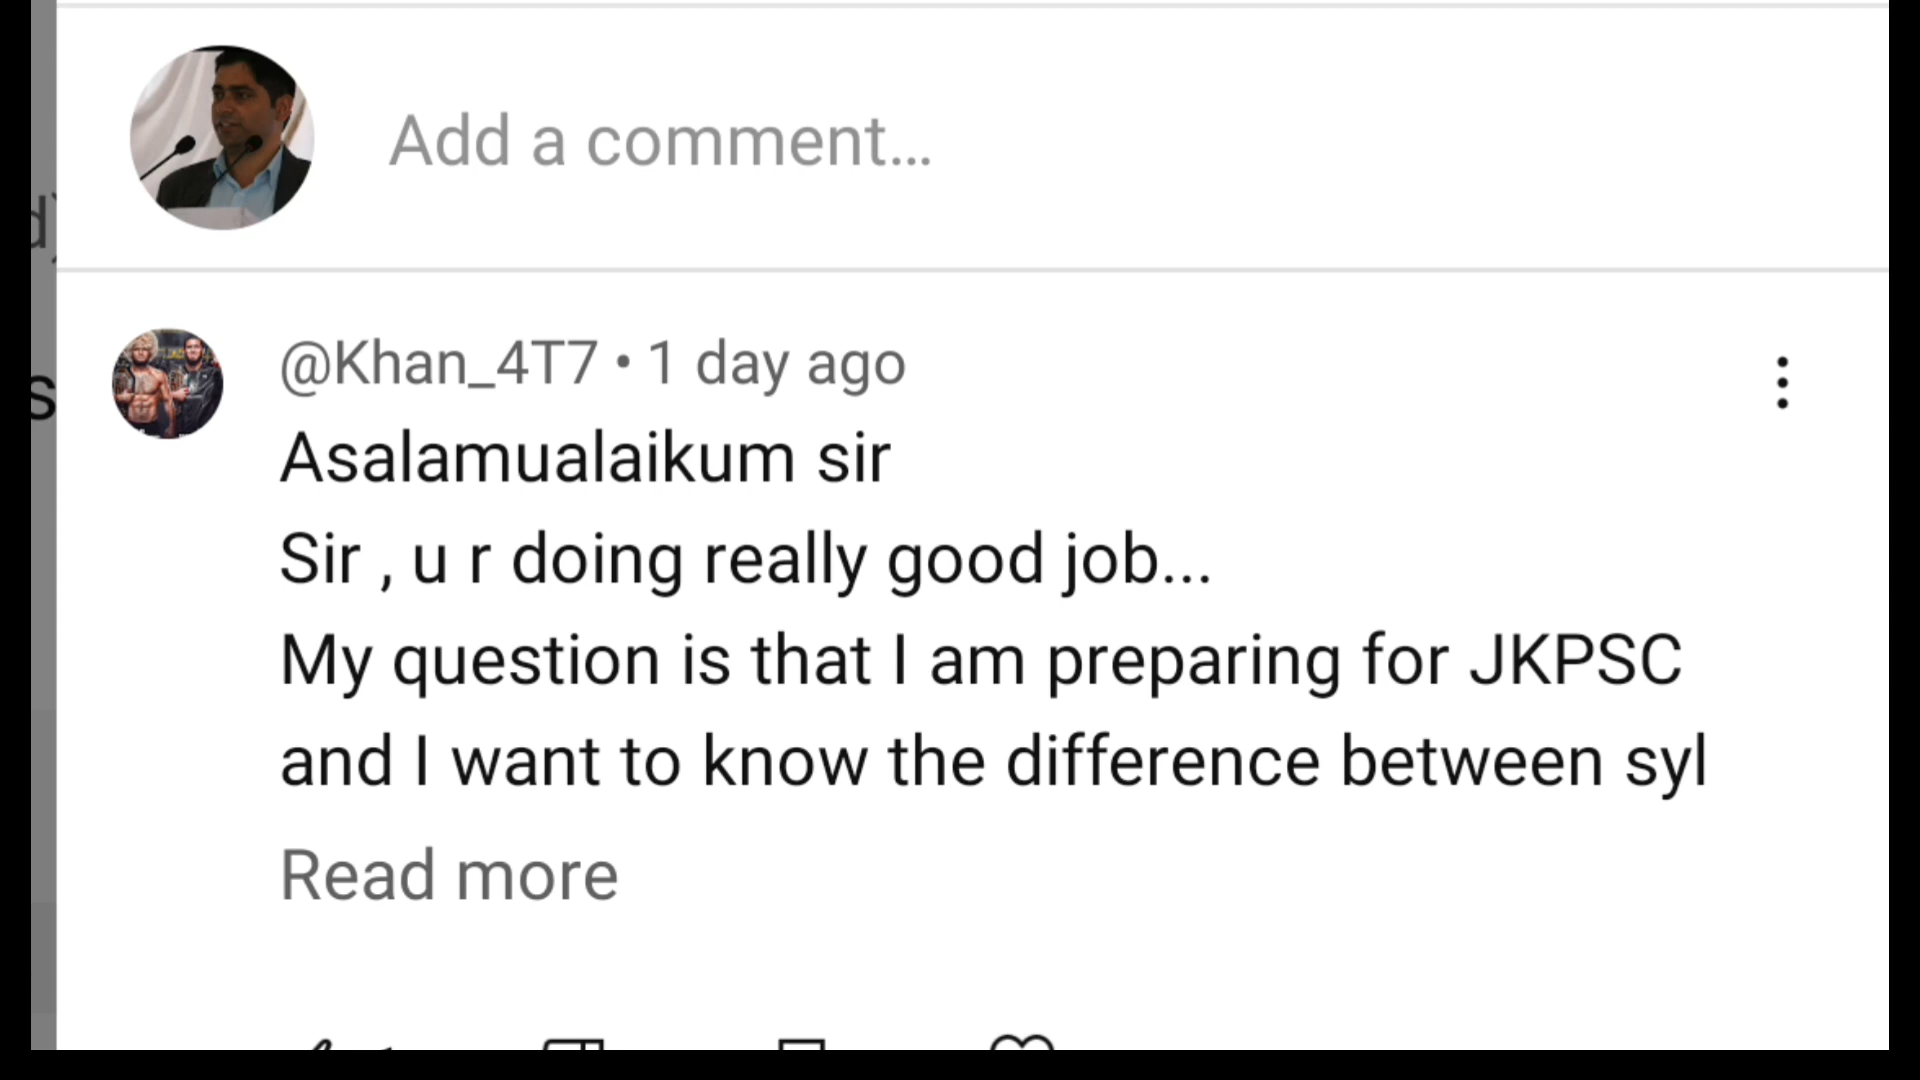 Add a comment...
d)
@Khan_4T7 • 1 day ago
s
Asalamualaikum sir
Sir , u r doing really good job...
My question is that I am preparing for JKPSC
and I want to know the difference between syl
Read more